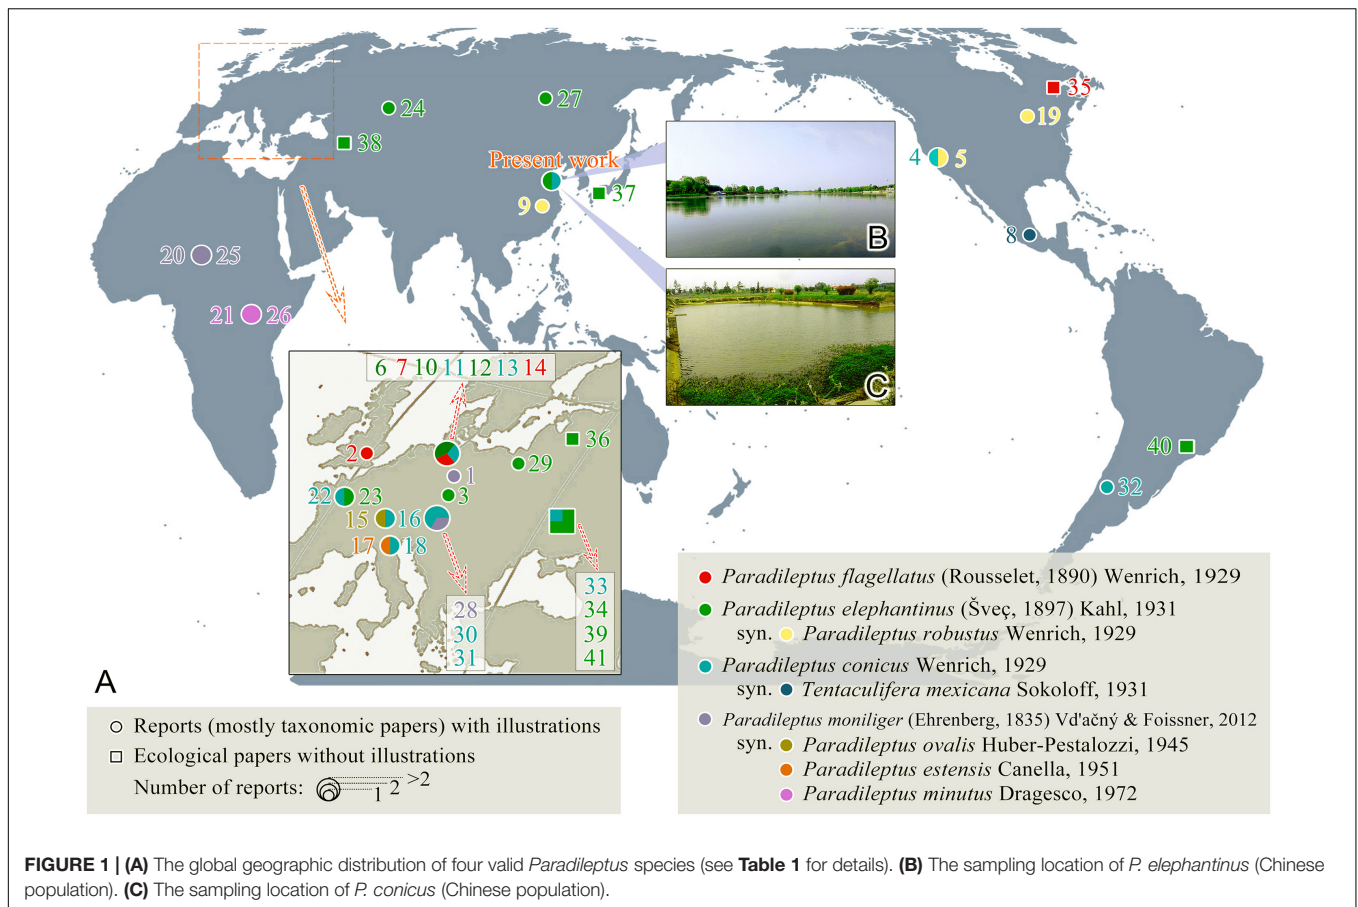 35
24
27
19
38
Present work
4 5
37
9
B
8
20 25
21 26
C
6 7 10 11 12 13 14
2
36
29
1
3
22 23
15 16
17 18
40
32
33
34
39
41
28
30
31
A
Reports (mostly taxonomic papers) with illustrations
Ecological papers without illustrations
Number of reports: 1 2 >2
Paradileptus flagellatus (Rousselet, 1890) Wenrich, 1929
Paradileptus elephantinus (Šveç, 1897) Kahl, 1931
syn. Paradileptus robustus Wenrich, 1929
Paradileptus conicus Wenrich, 1929
syn. Tentaculifera mexicana Sokoloff, 1931
Paradileptus moniliger (Ehrenberg, 1835) Vd'ačný & Foissner, 2012
syn. Paradileptus ovalis Huber-Pestalozzi, 1945
Paradileptus estensis Canella, 1951
Paradileptus minutus Dragesco, 1972
FIGURE 1 | (A) The global geographic distribution of four valid Paradileptus species (see Table 1 for details). (B) The sampling location of P. elephantinus (Chinese
population). (C) The sampling location of P. conicus (Chinese population).